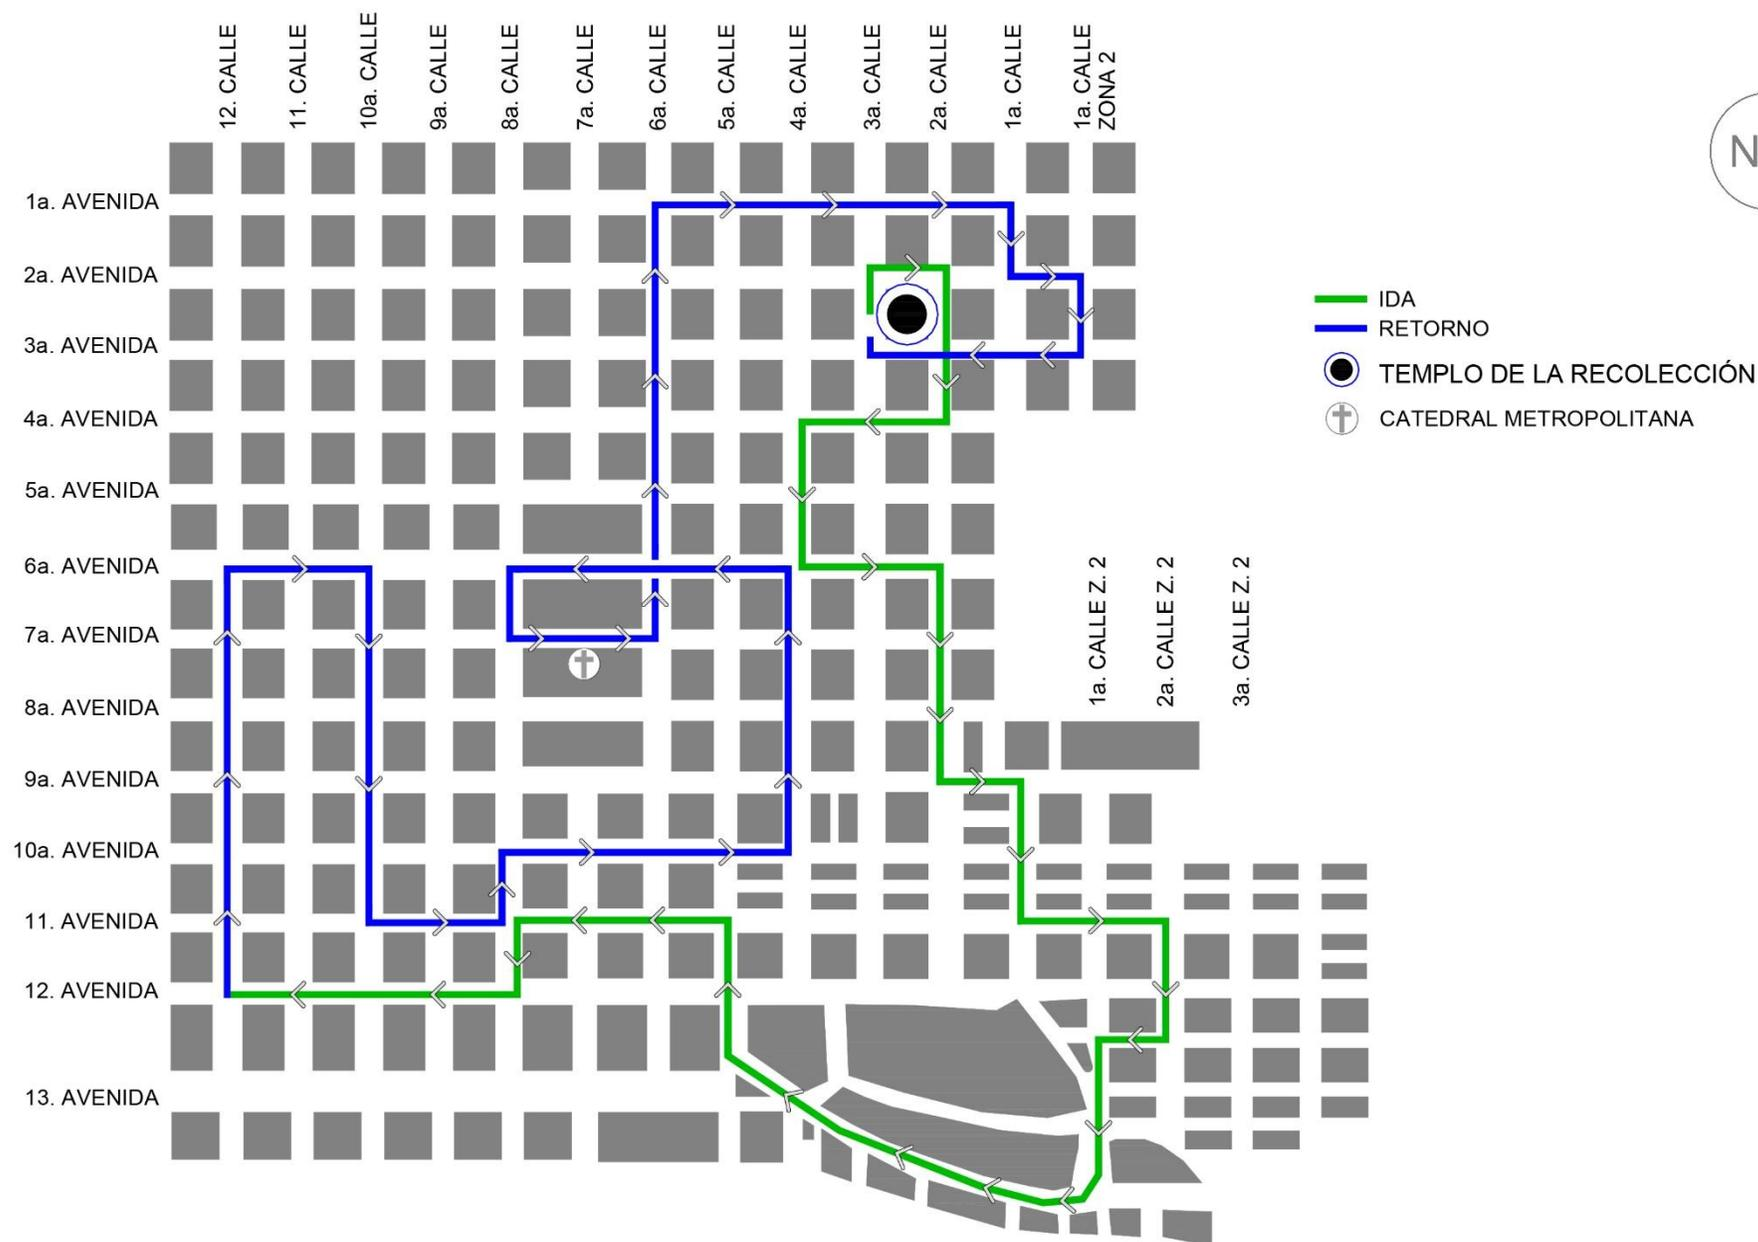 12. CALLE
11. CALLE
10a. CALLE
9a. CALLE
8a. CALLE
7a. CALLE
6a. CALLE
5a. CALLE
4a. CALLE
3a. CALLE
2a. CALLE
1a. CALLE
1a. CALLE
ZONA 2
N
1a. AVENIDA
2a. AVENIDA
3a. AVENIDA
4a. AVENIDA
5a. AVENIDA
6a. AVENIDA
7a. AVENIDA
8a. AVENIDA
9a. AVENIDA
10a. AVENIDA
11. AVENIDA
12. AVENIDA
13. AVENIDA
IDA
RETORNO
TEMPLO DE LA RECOLECCIÓN
CATEDRAL METROPOLITANA
1a. CALLE Z. 2
2a. CALLE Z. 2
3a. CALLE Z. 2